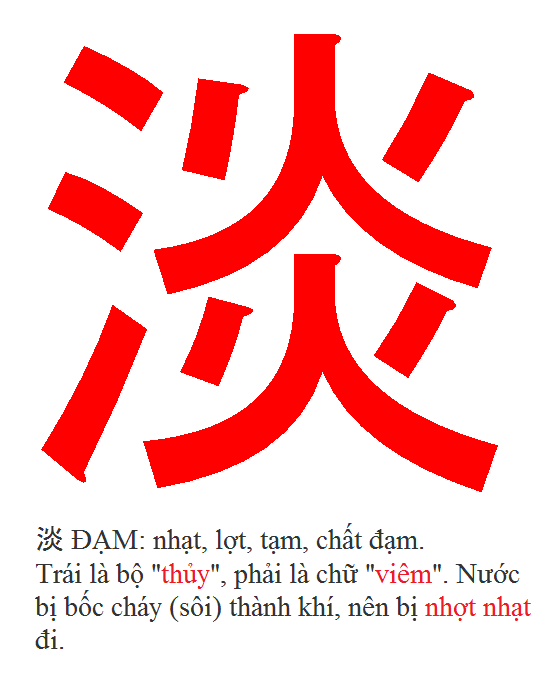 淡
淡 ĐẠM: nhạt, lợt, tạm, chất đạm.
Trái là bộ "thủy", phải là chữ "viêm". Nước
bị bốc cháy (sôi) thành khí, nên bị nhợt nhạt
đi.